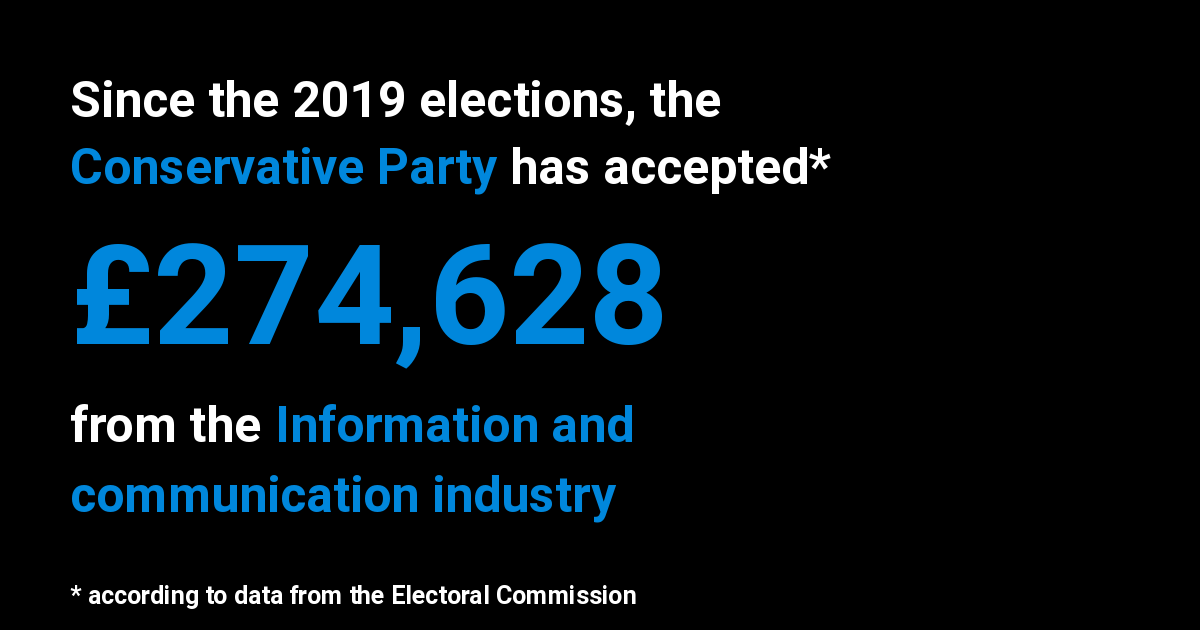 Since the 2019 elections, the
Conservative Party has accepted*
£274,628
from the Information and
communication industry
* according to data from the Electoral Commission